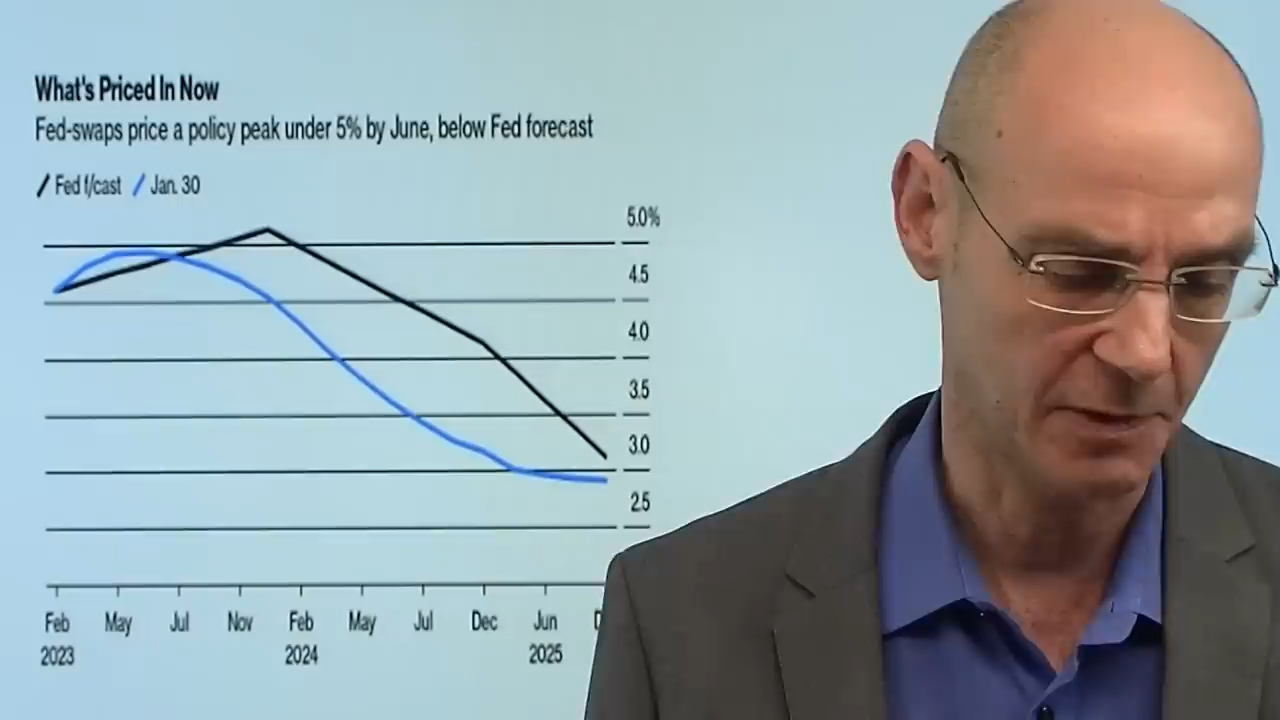 What's Priced In Now
Fed-swaps price a policy peak under 5% by June, below Fed forecast
Fed f/cast Jan. 30
5.0%
4.5
4.0
3.5
3.0
2.5
Feb May Jul Nov Feb May Jul Dec Jun D
2023 2024 2025